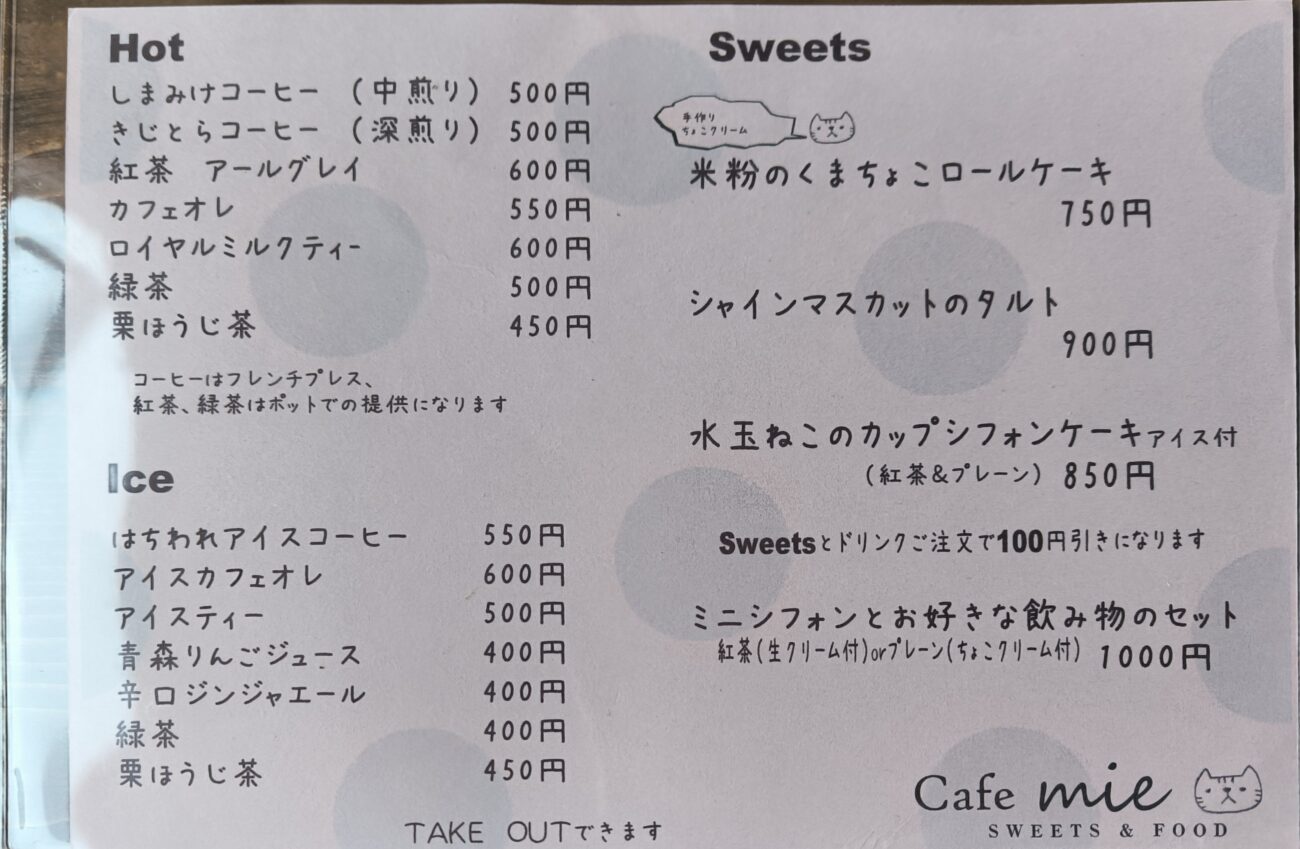 Hot
しまみけコーヒー （中煎り） 500円
きじとらコーヒー （深煎り） 500円
紅茶　アールグレイ 600円
カフェオレ 550円
ロイヤルミルクティー 600円
緑茶 500円
栗ほうじ茶 450円
コーヒーはフレンチプレス、
紅茶、緑茶はポットでの提供になります
Ice
はちわれアイスコーヒー 550円
アイスカフェオレ 600円
アイスティー 500円
青森りんごジュース 400円
辛口ジンジャエール 400円
緑茶 400円
栗ほうじ茶 450円
TAKE OUTできます
Sweets
手作り
ちょこクリーム
米粉のくまちょこロールケーキ
750円
シャインマスカットのタルト
900円
水玉ねこのカップシフォンケーキアイス付
（紅茶&プレーン） 850円
Sweetsとドリンクご注文で100円引きになります
ミニシフォンとお好きな飲み物のセット
紅茶(生クリーム付)orプレーン(ちょこクリーム付) 1000円
Cafe mie
SWEETS & FOOD